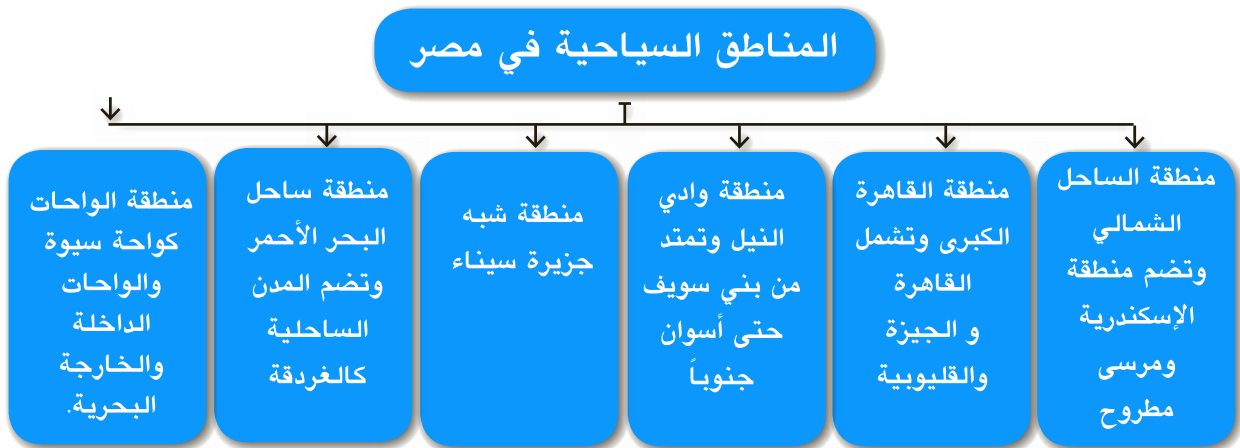 المناطق السياحية في مصر
منطقة الساحل
الشمالي
وتضم منطقة
الإسكندرية
ومرسى
مطروح
منطقة القاهرة
الكبرى وتشمل
القاهرة
و الجيزة
والقليوبية
منطقة وادي
النيل وتمتد
من بني سويف
حتى أسوان
جنوباً
منطقة شبه
جزيرة سيناء
منطقة ساحل
البحر الأحمر
وتضم المدن
الساحلية
كالغردقة
منطقة الواحات
كواحة سيوة
والواحات
الداخلة
والخارجة
البحرية.